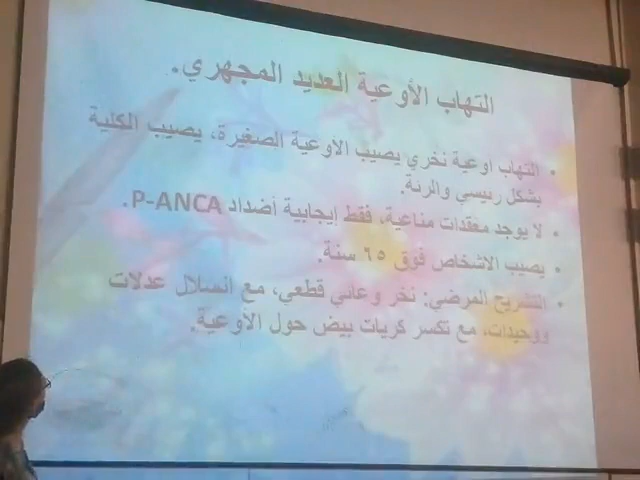 التهاب الأوعية العديد المجهري.
• التهاب اوعية نخري يصيب الاوعية الصغيرة، يصيب الكلية
بشكل رئيسي والرئة.
• لا يوجد معقدات مناعية، فقط إيجابية أضداد P-ANCA.
• يصيب الاشخاص فوق ٦٥ سنة.
• التشريح المرضي: نخر وعائي قطعي، مع انسلال عدلات
ووحيدات، مع تكسر كريات بيض حول الأوعية.